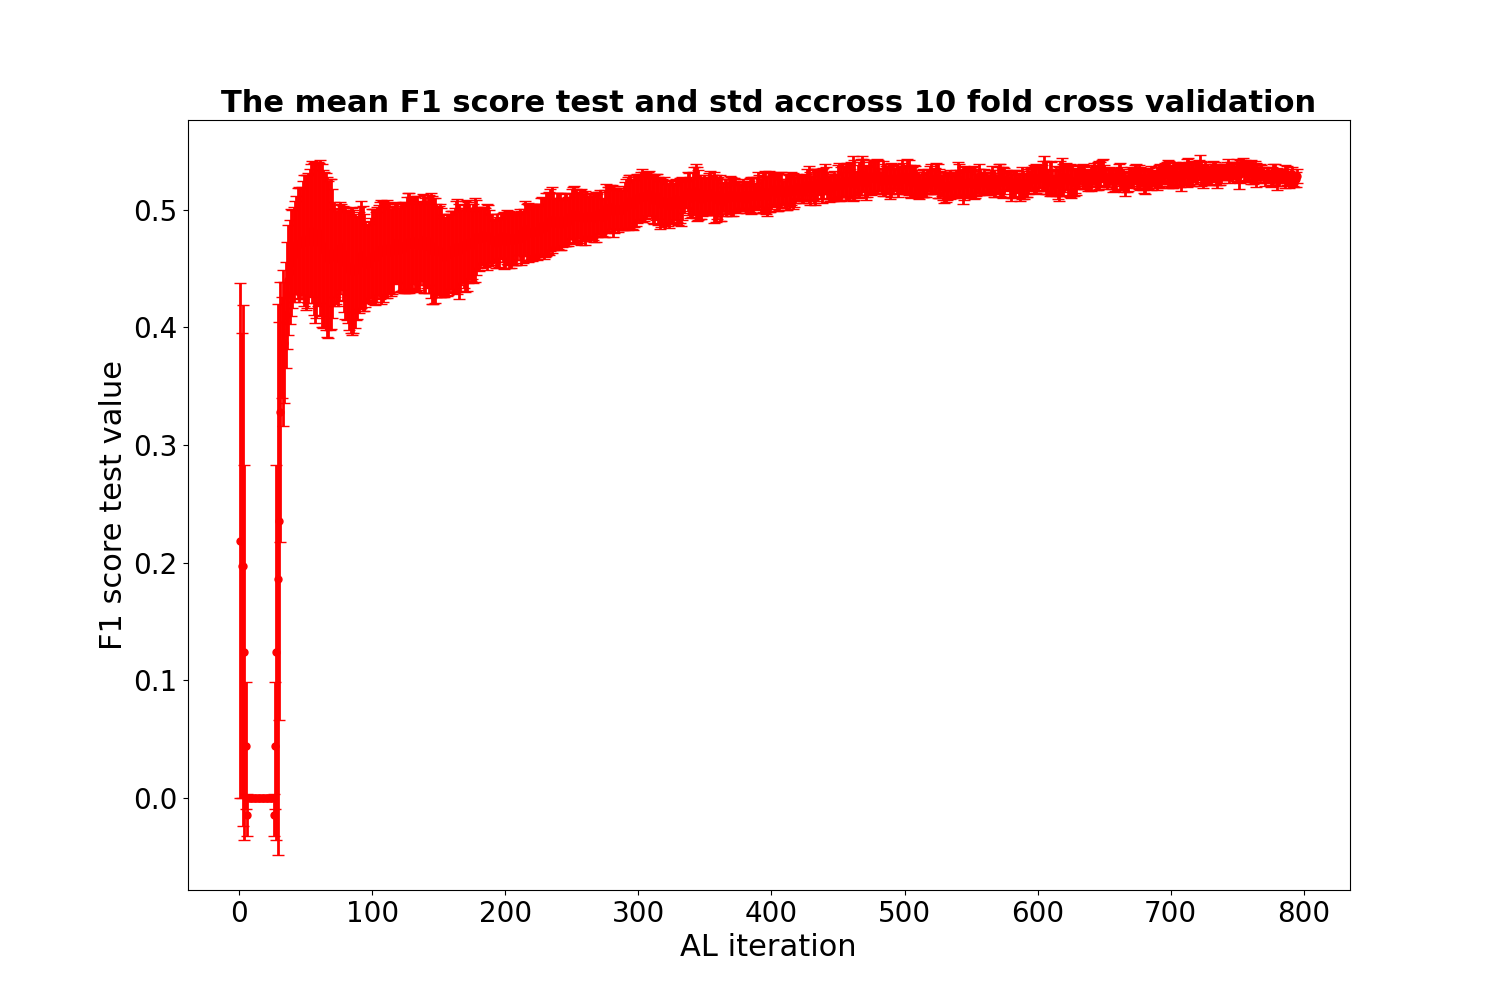 The mean F1 score test and std accross 10 fold cross validation
F1 score test value
0.5
0.4
0.3
0.2
0.1
0.0
0 100 200 300 400 500 600 700 800
AL iteration